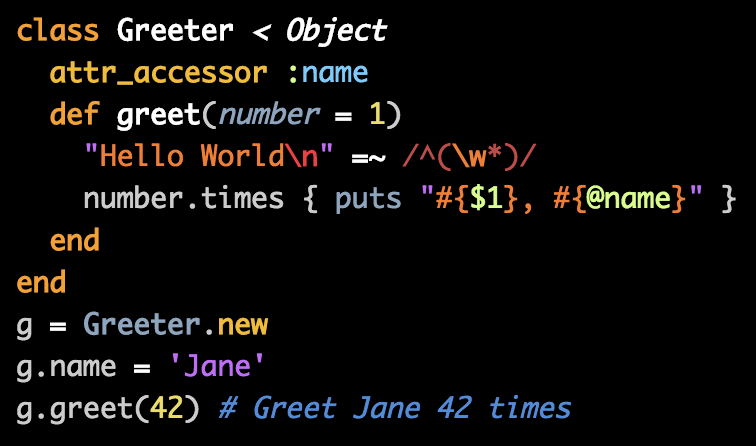 class Greeter < Object
  attr_accessor :name
  def greet(number = 1)
    "Hello World\n" =~ /^(\w*)/
    number.times { puts "#{$1}, #{@name}" }
  end
end
g = Greeter.new
g.name = 'Jane'
g.greet(42) # Greet Jane 42 times